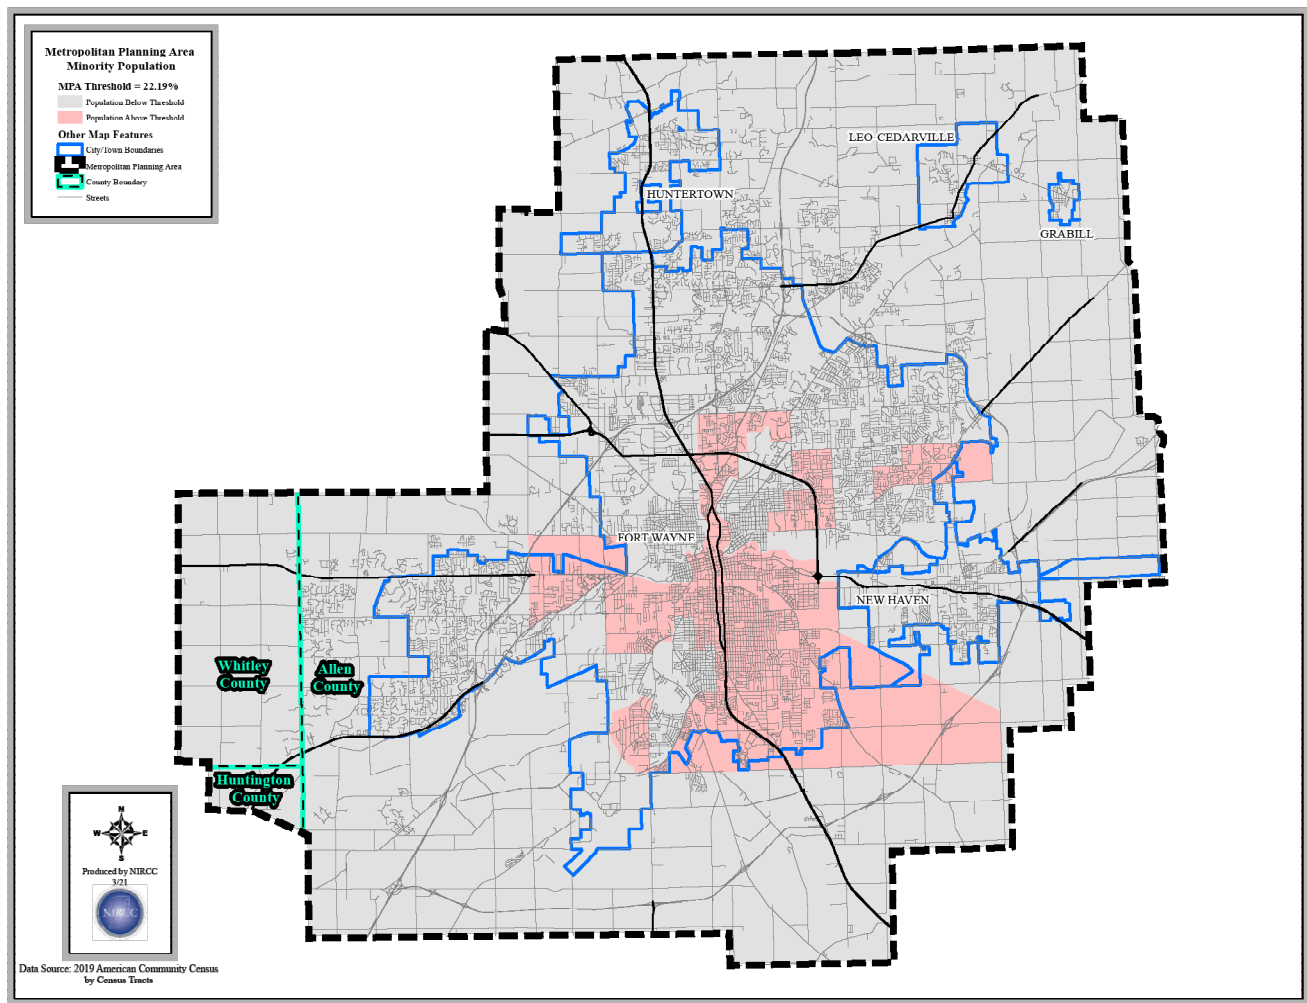 Metropolitan Planning Area
Minority Population
MPA Threshold = 22.19%
Population Below Threshold
Population Above Threshold
Other Map Features
City/Town Boundaries
Metropolitan Planning Area
County Boundary
Streets
LEO-CEDARVILLE
HUNTERTOWN
GRABILL
FORT WAYNE
NEW HAVEN
Whitley
County
Allen
County
Huntington
County
N
W E
S
Produced by NIRCC
3/21
NIRCC
Data Source: 2019 American Community Census
by Census Tracts